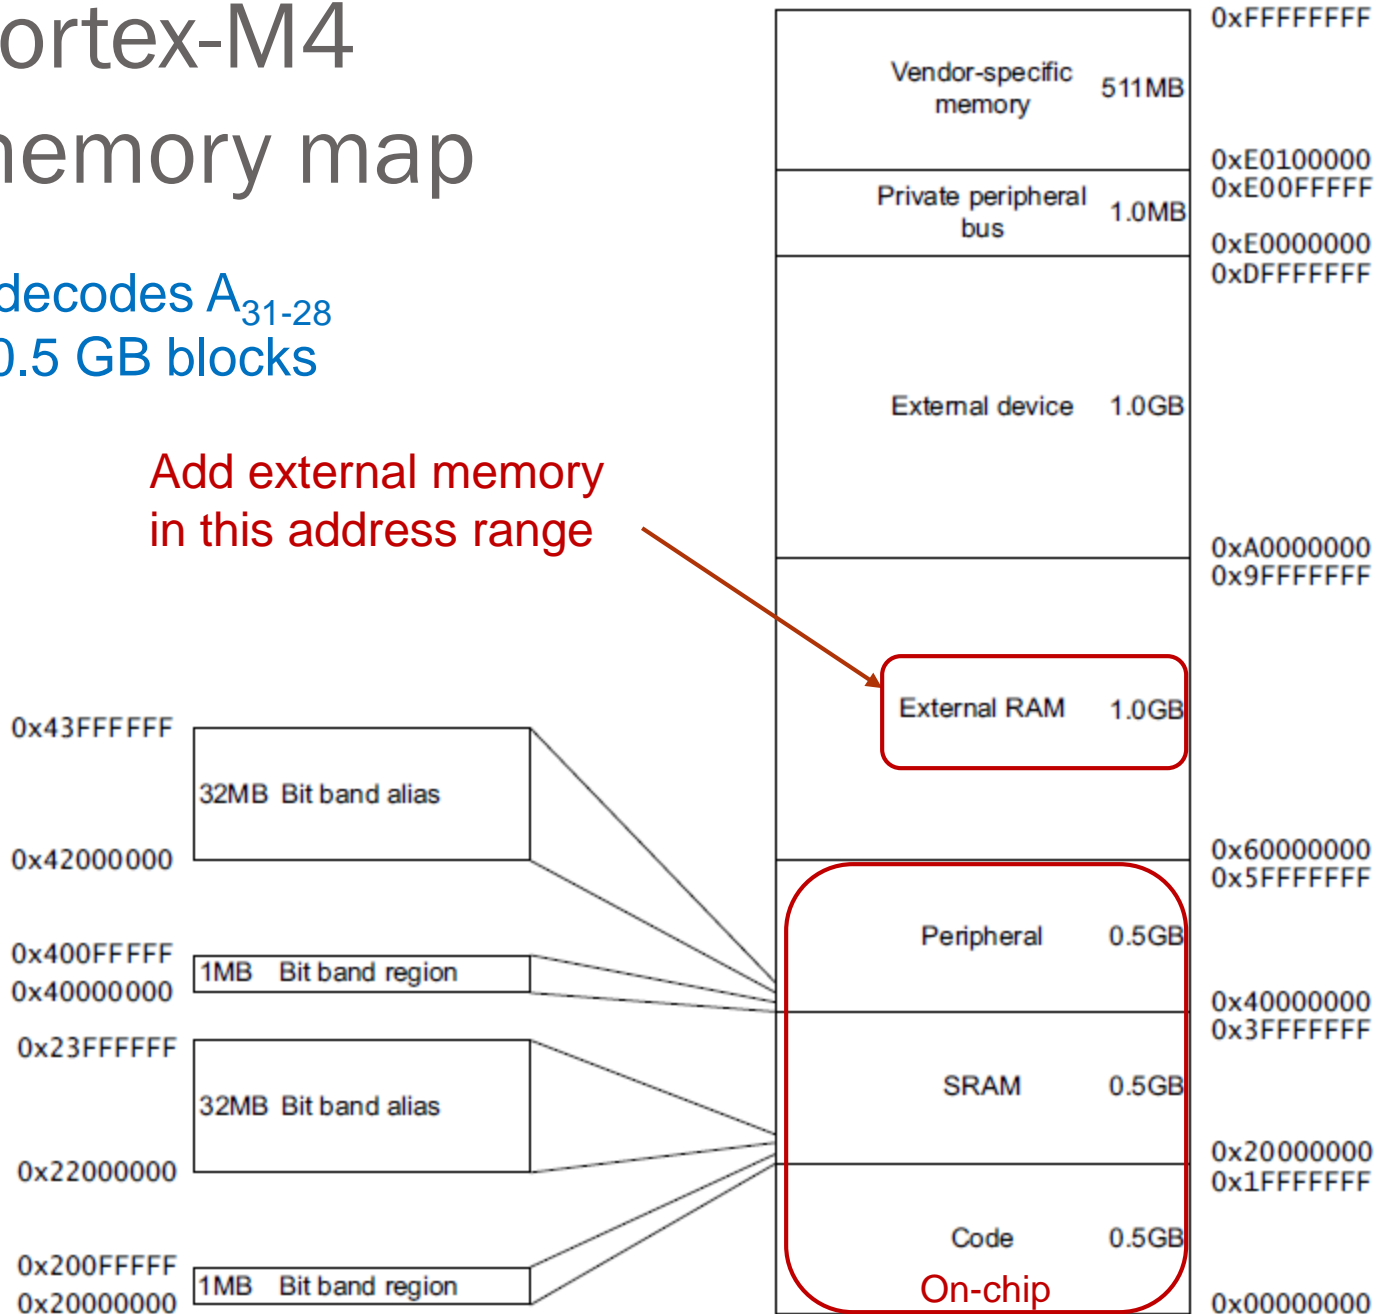 ortex-M4
memory map
decodes A31-28
0.5 GB blocks
Add external memory
in this address range
0xFFFFFFFF
Vendor-specific
memory
511MB
0xE0100000
0xE00FFFFF
Private peripheral
bus
1.0MB
0xE0000000
0xDFFFFFFF
External device 1.0GB
0xA0000000
0x9FFFFFFF
External RAM 1.0GB
0x60000000
0x5FFFFFFF
Peripheral 0.5GB
0x40000000
0x3FFFFFFF
SRAM 0.5GB
0x20000000
0x1FFFFFFF
Code 0.5GB
On-chip
0x00000000
0x43FFFFFF
32MB Bit band alias
0x42000000
0x400FFFFF
1MB Bit band region
0x40000000
0x23FFFFFF
32MB Bit band alias
0x22000000
0x200FFFFF
1MB Bit band region
0x20000000